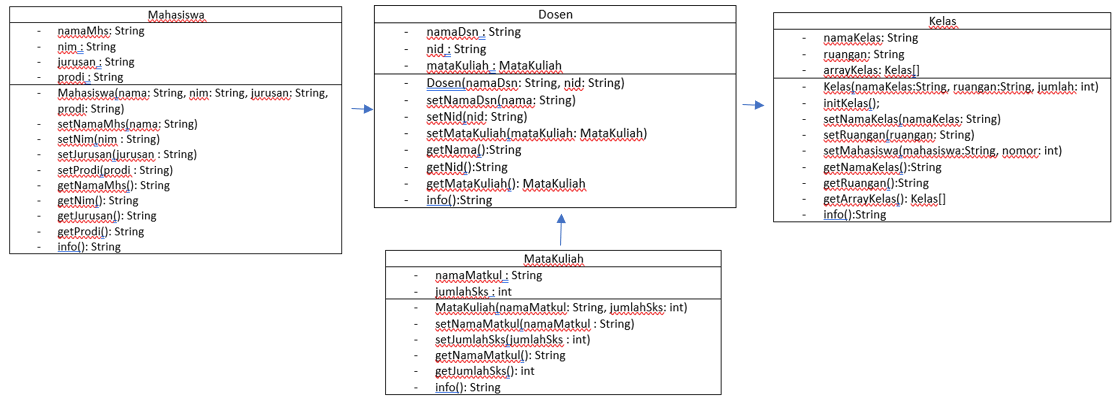 Mahasiswa
- namaMhs: String
- nim : String
- jurusan : String
- prodi : String
- Mahasiswa(nama: String, nim: String, jurusan: String,
prodi: String)
- setNamaMhs(nama: String)
- setNim(nim : String)
- setJurusan(jurusan : String)
- setProdi(prodi : String)
- getNamaMhs(): String
- getNim(): String
- getJurusan(): String
- getProdi(): String
- info(): String
Dosen
- namaDsn : String
- nid : String
- mataKuliah : MataKuliah
- Dosen(namaDsn: String, nid: String)
- setNamaDsn(nama: String)
- setNid(nid: String)
- setMataKuliah(mataKuliah: MataKuliah)
- getNama():String
- getNid():String
- getMataKuliah(): MataKuliah
- info():String
Kelas
- namaKelas: String
- ruangan: String
- arrayKelas: Kelas[]
- Kelas(namaKelas:String, ruangan:String, jumlah: int)
- initKelas();
- setNamaKelas(namaKelas: String)
- setRuangan(ruangan: String)
- setMahasiswa(mahasiswa:String, nomor: int)
- getNamaKelas():String
- getRuangan():String
- getArrayKelas(): Kelas[]
- info():String
MataKuliah
- namaMatkul : String
- jumlahSks : int
- MataKuliah(namaMatkul: String, jumlahSks: int)
- setNamaMatkul(namaMatkul : String)
- setJumlahSks(jumlahSks : int)
- getNamaMatkul(): String
- getJumlahSks(): int
- info(): String